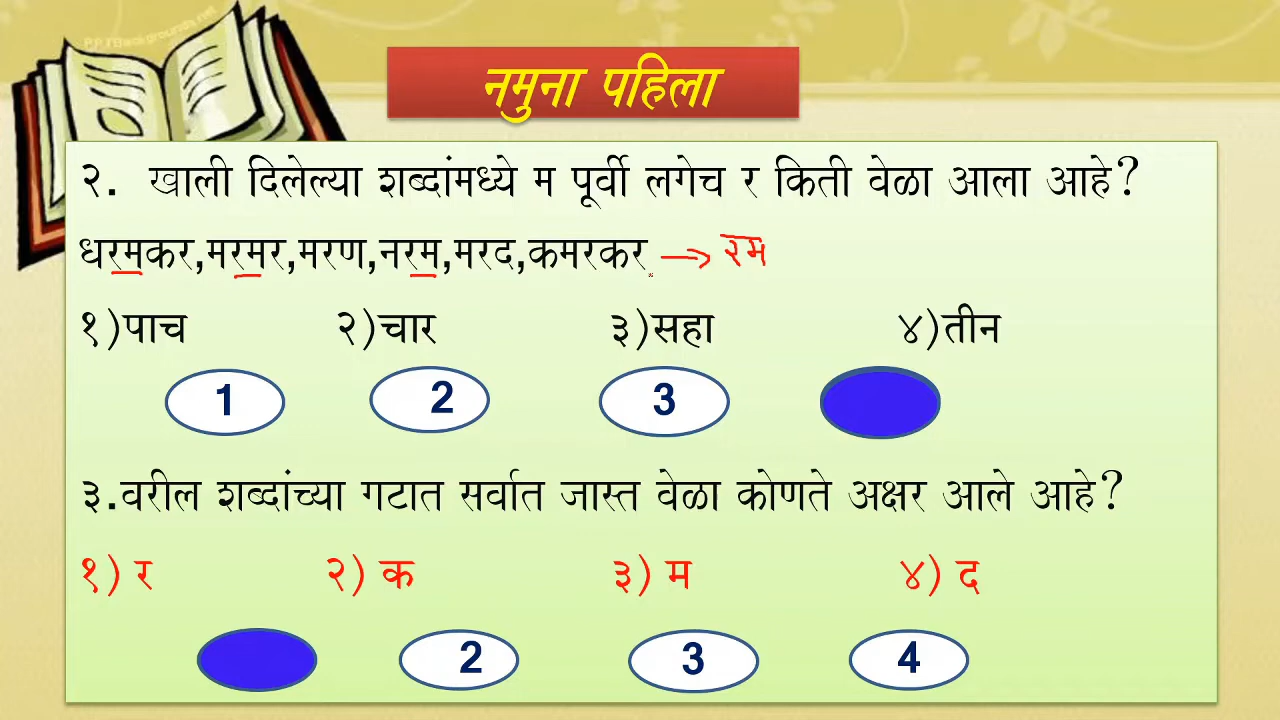 P.P.TBackgrounds.net
नमुना पहिला
२. खाली दिलेल्या शब्दांमध्ये म पूर्वी लगेच र किती वेळा आला आहे?
धरमकर,मरमर,मरण,नरम,मरद,कमरकर. → रम
१)पाच २)चार ३)सहा ४)तीन
1 2 3
३.वरील शब्दांच्या गटात सर्वात जास्त वेळा कोणते अक्षर आले आहे?
१) र २) क ३) म ४) द
2 3 4